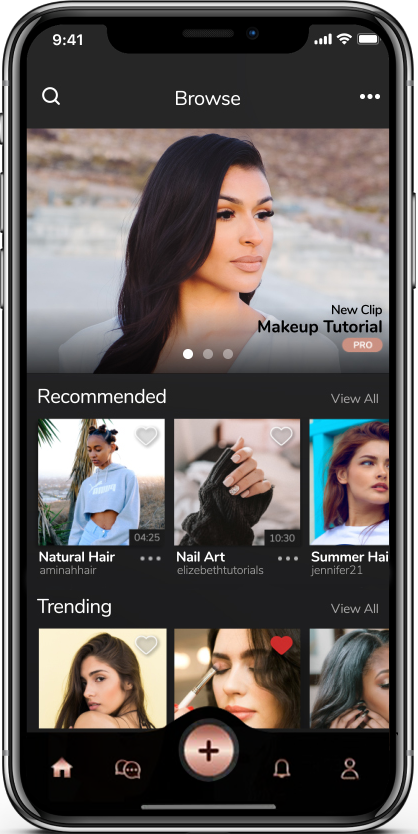 9:41
Browse
New Clip
Makeup Tutorial
PRO
Recommended
View All
04:25
10:30
Natural Hair
Nail Art
Summer Hai
aminahhair
elizebethtutorials
jennifer21
Trending
View All